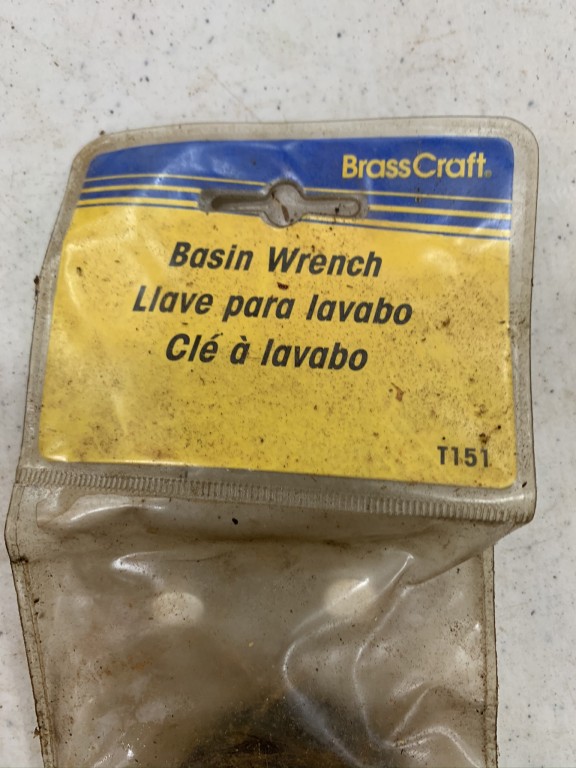 BrassCraft®
Basin Wrench
Llave para lavabo
Clé à lavabo
T151